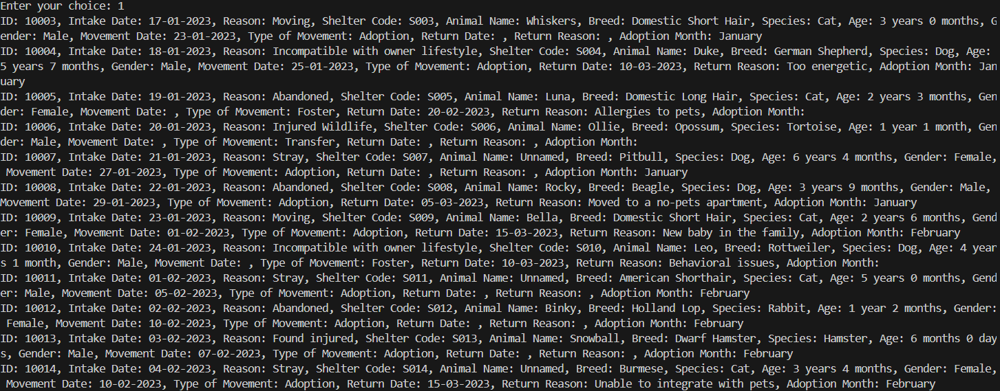 Enter your choice: 1
ID: 10003, Intake Date: 17-01-2023, Reason: Moving, Shelter Code: S003, Animal Name: Whiskers, Breed: Domestic Short Hair, Species: Cat, Age: 3 years 0 months, G
ender: Male, Movement Date: 23-01-2023, Type of Movement: Adoption, Return Date: , Return Reason: , Adoption Month: January
ID: 10004, Intake Date: 18-01-2023, Reason: Incompatible with owner lifestyle, Shelter Code: S004, Animal Name: Duke, Breed: German Shepherd, Species: Dog, Age:
5 years 7 months, Gender: Male, Movement Date: 25-01-2023, Type of Movement: Adoption, Return Date: 10-03-2023, Return Reason: Too energetic, Adoption Month: Jan
uary
ID: 10005, Intake Date: 19-01-2023, Reason: Abandoned, Shelter Code: S005, Animal Name: Luna, Breed: Domestic Long Hair, Species: Cat, Age: 2 years 3 months, Gen
der: Female, Movement Date: , Type of Movement: Foster, Return Date: 20-02-2023, Return Reason: Allergies to pets, Adoption Month:
ID: 10006, Intake Date: 20-01-2023, Reason: Injured Wildlife, Shelter Code: S006, Animal Name: Ollie, Breed: Opossum, Species: Tortoise, Age: 1 year 1 month, Gen
der: Male, Movement Date: , Type of Movement: Transfer, Return Date: , Return Reason: , Adoption Month:
ID: 10007, Intake Date: 21-01-2023, Reason: Stray, Shelter Code: S007, Animal Name: Unnamed, Breed: Pitbull, Species: Dog, Age: 6 years 4 months, Gender: Female,
Movement Date: 27-01-2023, Type of Movement: Adoption, Return Date: , Return Reason: , Adoption Month: January
ID: 10008, Intake Date: 22-01-2023, Reason: Abandoned, Shelter Code: S008, Animal Name: Rocky, Breed: Beagle, Species: Dog, Age: 3 years 9 months, Gender: Male,
Movement Date: 29-01-2023, Type of Movement: Adoption, Return Date: 05-03-2023, Return Reason: Moved to a no-pets apartment, Adoption Month: January
ID: 10009, Intake Date: 23-01-2023, Reason: Moving, Shelter Code: S009, Animal Name: Bella, Breed: Domestic Short Hair, Species: Cat, Age: 2 years 6 months, Gend
er: Female, Movement Date: 01-02-2023, Type of Movement: Adoption, Return Date: 15-03-2023, Return Reason: New baby in the family, Adoption Month: February
ID: 10010, Intake Date: 24-01-2023, Reason: Incompatible with owner lifestyle, Shelter Code: S010, Animal Name: Leo, Breed: Rottweiler, Species: Dog, Age: 4 year
s 1 month, Gender: Male, Movement Date: , Type of Movement: Foster, Return Date: 10-03-2023, Return Reason: Behavioral issues, Adoption Month:
ID: 10011, Intake Date: 01-02-2023, Reason: Stray, Shelter Code: S011, Animal Name: Unnamed, Breed: American Shorthair, Species: Cat, Age: 5 years 0 months, Gend
er: Male, Movement Date: 05-02-2023, Type of Movement: Adoption, Return Date: , Return Reason: , Adoption Month: February
ID: 10012, Intake Date: 02-02-2023, Reason: Abandoned, Shelter Code: S012, Animal Name: Binky, Breed: Holland Lop, Species: Rabbit, Age: 1 year 2 months, Gender:
Female, Movement Date: 10-02-2023, Type of Movement: Adoption, Return Date: , Return Reason: , Adoption Month: February
ID: 10013, Intake Date: 03-02-2023, Reason: Found injured, Shelter Code: S013, Animal Name: Snowball, Breed: Dwarf Hamster, Species: Hamster, Age: 6 months 0 day
s, Gender: Male, Movement Date: 07-02-2023, Type of Movement: Adoption, Return Date: , Return Reason: , Adoption Month: February
ID: 10014, Intake Date: 04-02-2023, Reason: Stray, Shelter Code: S014, Animal Name: Unnamed, Breed: Burmese, Species: Cat, Age: 3 years 4 months, Gender: Female,
Movement Date: 10-02-2023, Type of Movement: Adoption, Return Date: 15-03-2023, Return Reason: Unable to integrate with pets, Adoption Month: February